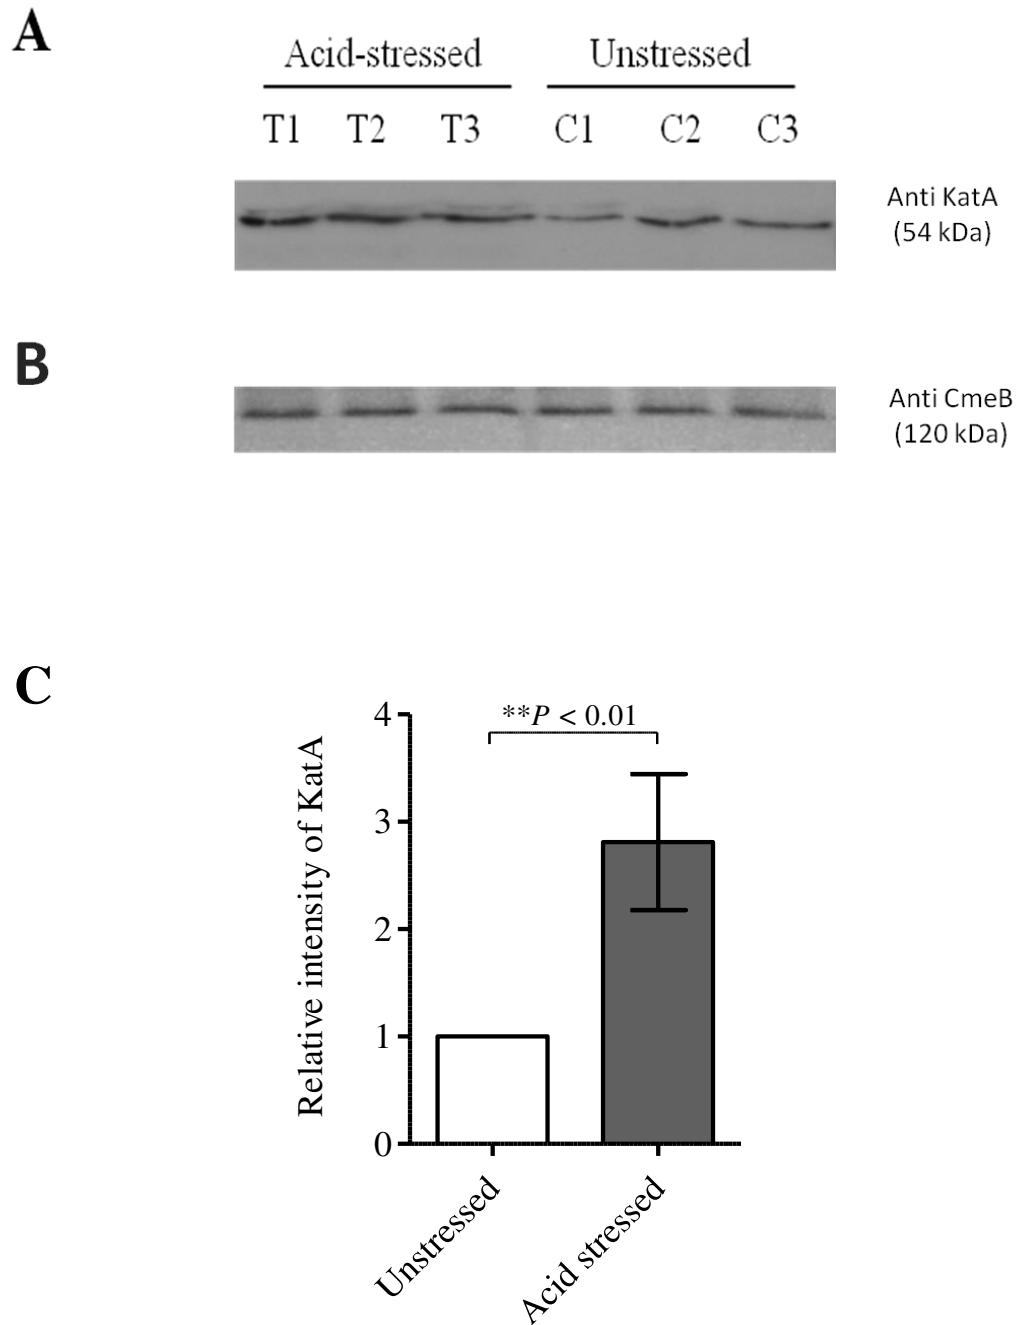 A
Acid-stressed Unstressed
T1 T2 T3 C1 C2 C3
Anti KatA
(54 kDa)
B
Anti CmeB
(120 kDa)
C
**P < 0.01
4
3
2
1
0
Relative intensity of KatA
Unstressed
Acid stressed